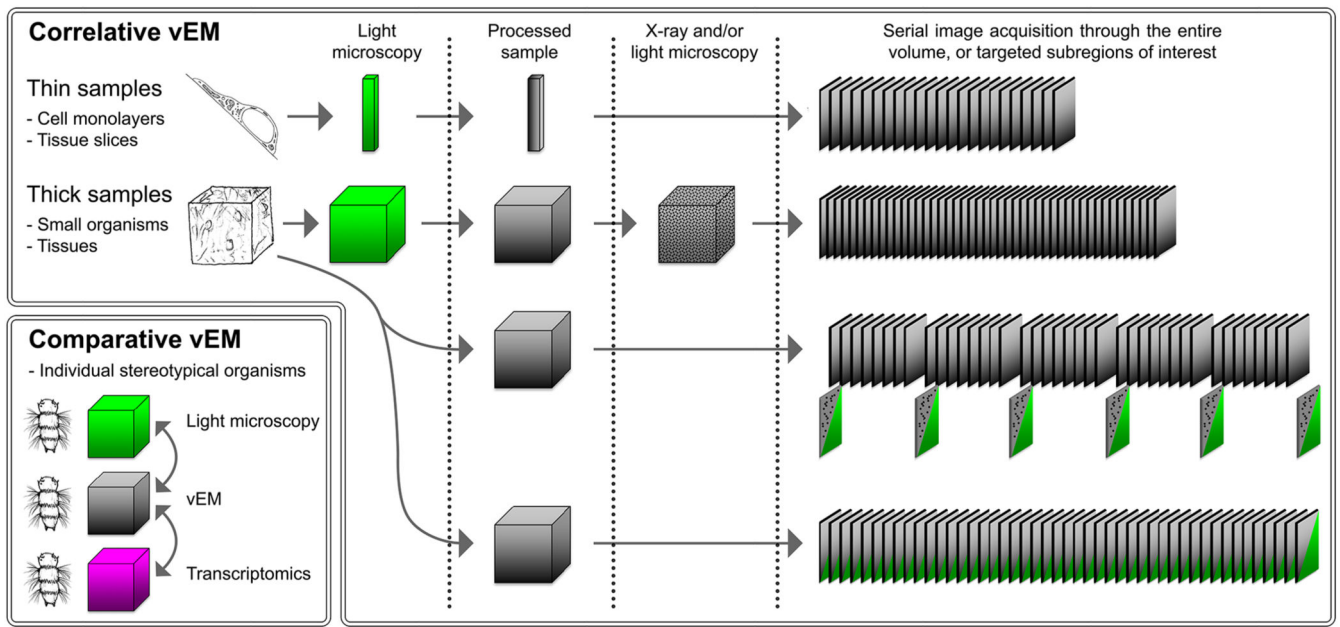 Correlative vEM
Light
microscopy
Processed
sample
X-ray and/or
light microscopy
Serial image acquisition through the entire
volume, or targeted subregions of interest
Thin samples
- Cell monolayers
- Tissue slices
Thick samples
- Small organisms
- Tissues
Comparative vEM
- Individual stereotypical organisms
Light microscopy
vEM
Transcriptomics